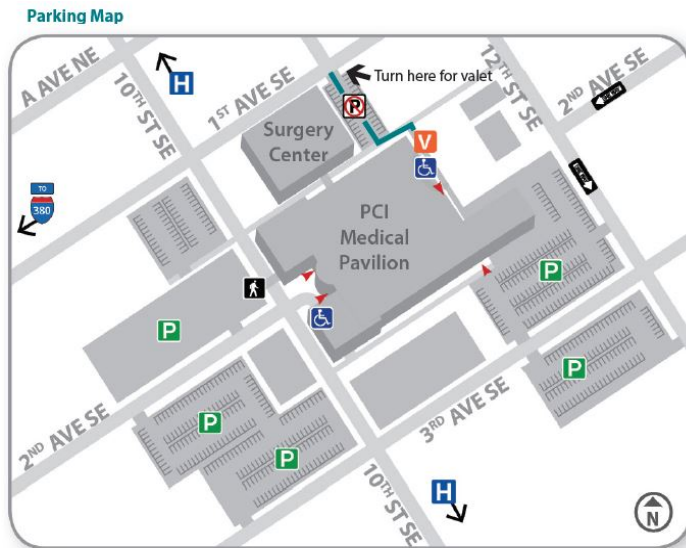 Parking Map
A AVE NE
10TH ST SE
H
1ST AVE SE
Turn here for valet
12TH ST SE
2ND AVE SE
P
Surgery
Center
V
TO
380
PCI
Medical
Pavilion
P
P
P
2ND AVE SE
P
P
3RD AVE SE
10TH ST SE
H
N